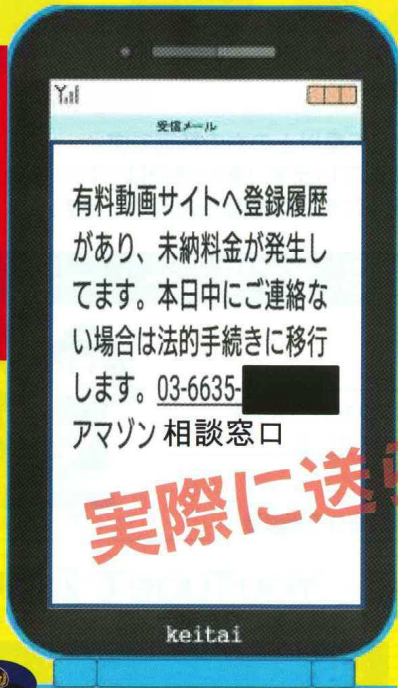 受信メール
有料動画サイトへ登録履歴
があり、未納料金が発生し
てます。本日中にご連絡な
い場合は法的手続きに移行
します。03-6635-
アマゾン 相談窓口
実際に送
keitai